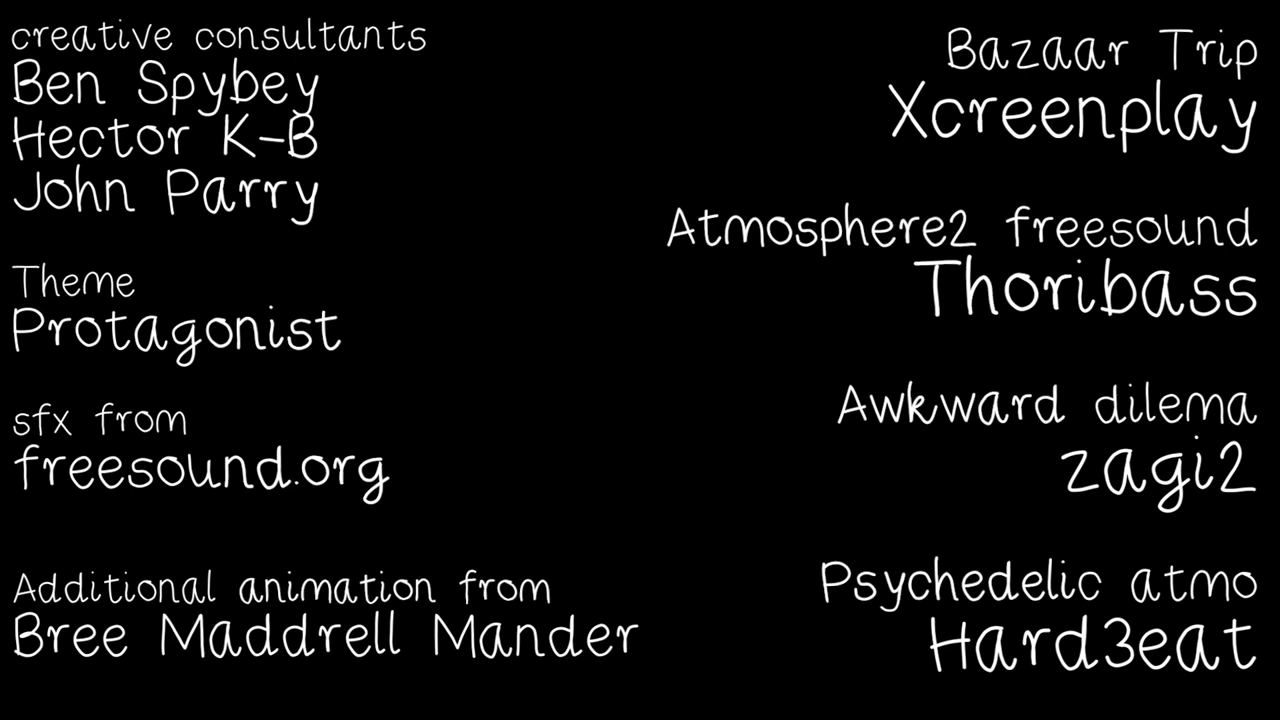 creative consultants
Ben Spybey
Hector K-B
John Parry
Theme
Protagonist
sfx from
freesound.org
Additional animation from
Bree Maddrell Mander
Bazaar Trip
Xcreenplay
Atmosphere2 freesound
Thoribass
Awkward dilema
zagi2
Psychedelic atmo
Hard3eat